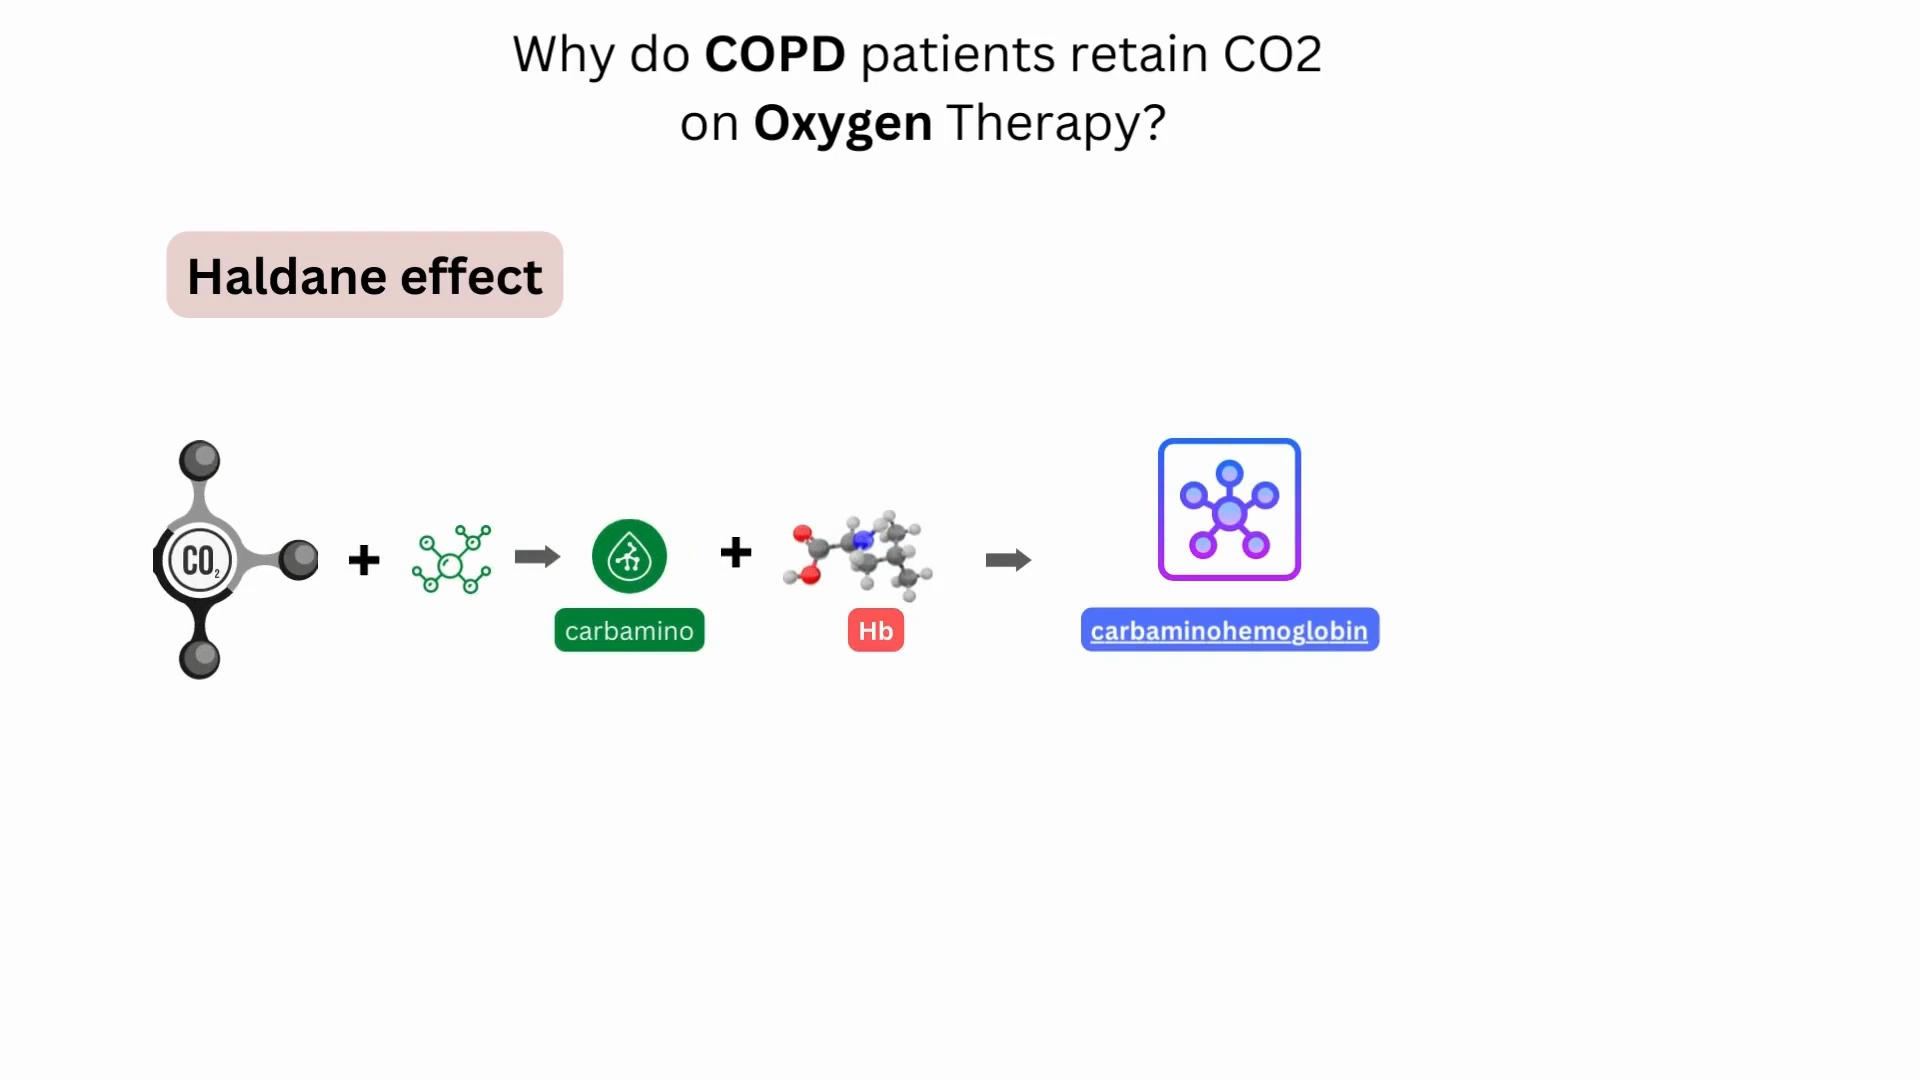 Why do COPD patients retain CO2
on Oxygen Therapy?
Haldane effect
CO₂
+
+
carbamino
Hb
carbaminohemoglobin